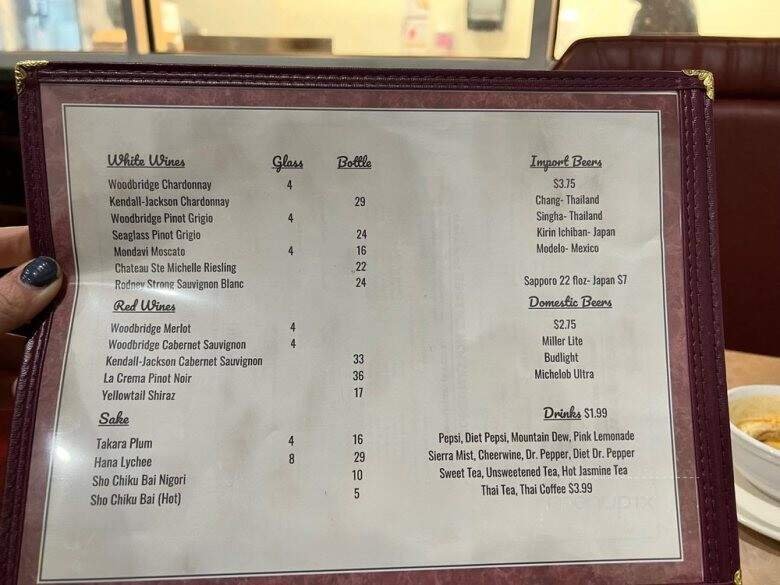 White Wines Glass Bottle
Woodbridge Chardonnay 4
Kendall-Jackson Chardonnay 29
Woodbridge Pinot Grigio 4
Seaglass Pinot Grigio 24
Mondavi Moscato 4 16
Chateau Ste Michelle Riesling 22
Rodney Strong Sauvignon Blanc 24
Red Wines
Woodbridge Merlot 4
Woodbridge Cabernet Sauvignon 4
Kendall-Jackson Cabernet Sauvignon 33
La Crema Pinot Noir 36
Yellowtail Shiraz 17
Sake
Takara Plum 4 16
Hana Lychee 8 29
Sho Chiku Bai Nigori 10
Sho Chiku Bai (Hot) 5
Import Beers
$3.75
Chang- Thailand
Singha- Thailand
Kirin Ichiban- Japan
Modelo- Mexico
Sapporo 22 floz- Japan $7
Domestic Beers
$2.75
Miller Lite
Budlight
Michelob Ultra
Drinks $1.99
Pepsi, Diet Pepsi, Mountain Dew, Pink Lemonade
Sierra Mist, Cheerwine, Dr. Pepper, Diet Dr. Pepper
Sweet Tea, Unsweetened Tea, Hot Jasmine Tea
Thai Tea, Thai Coffee $3.99